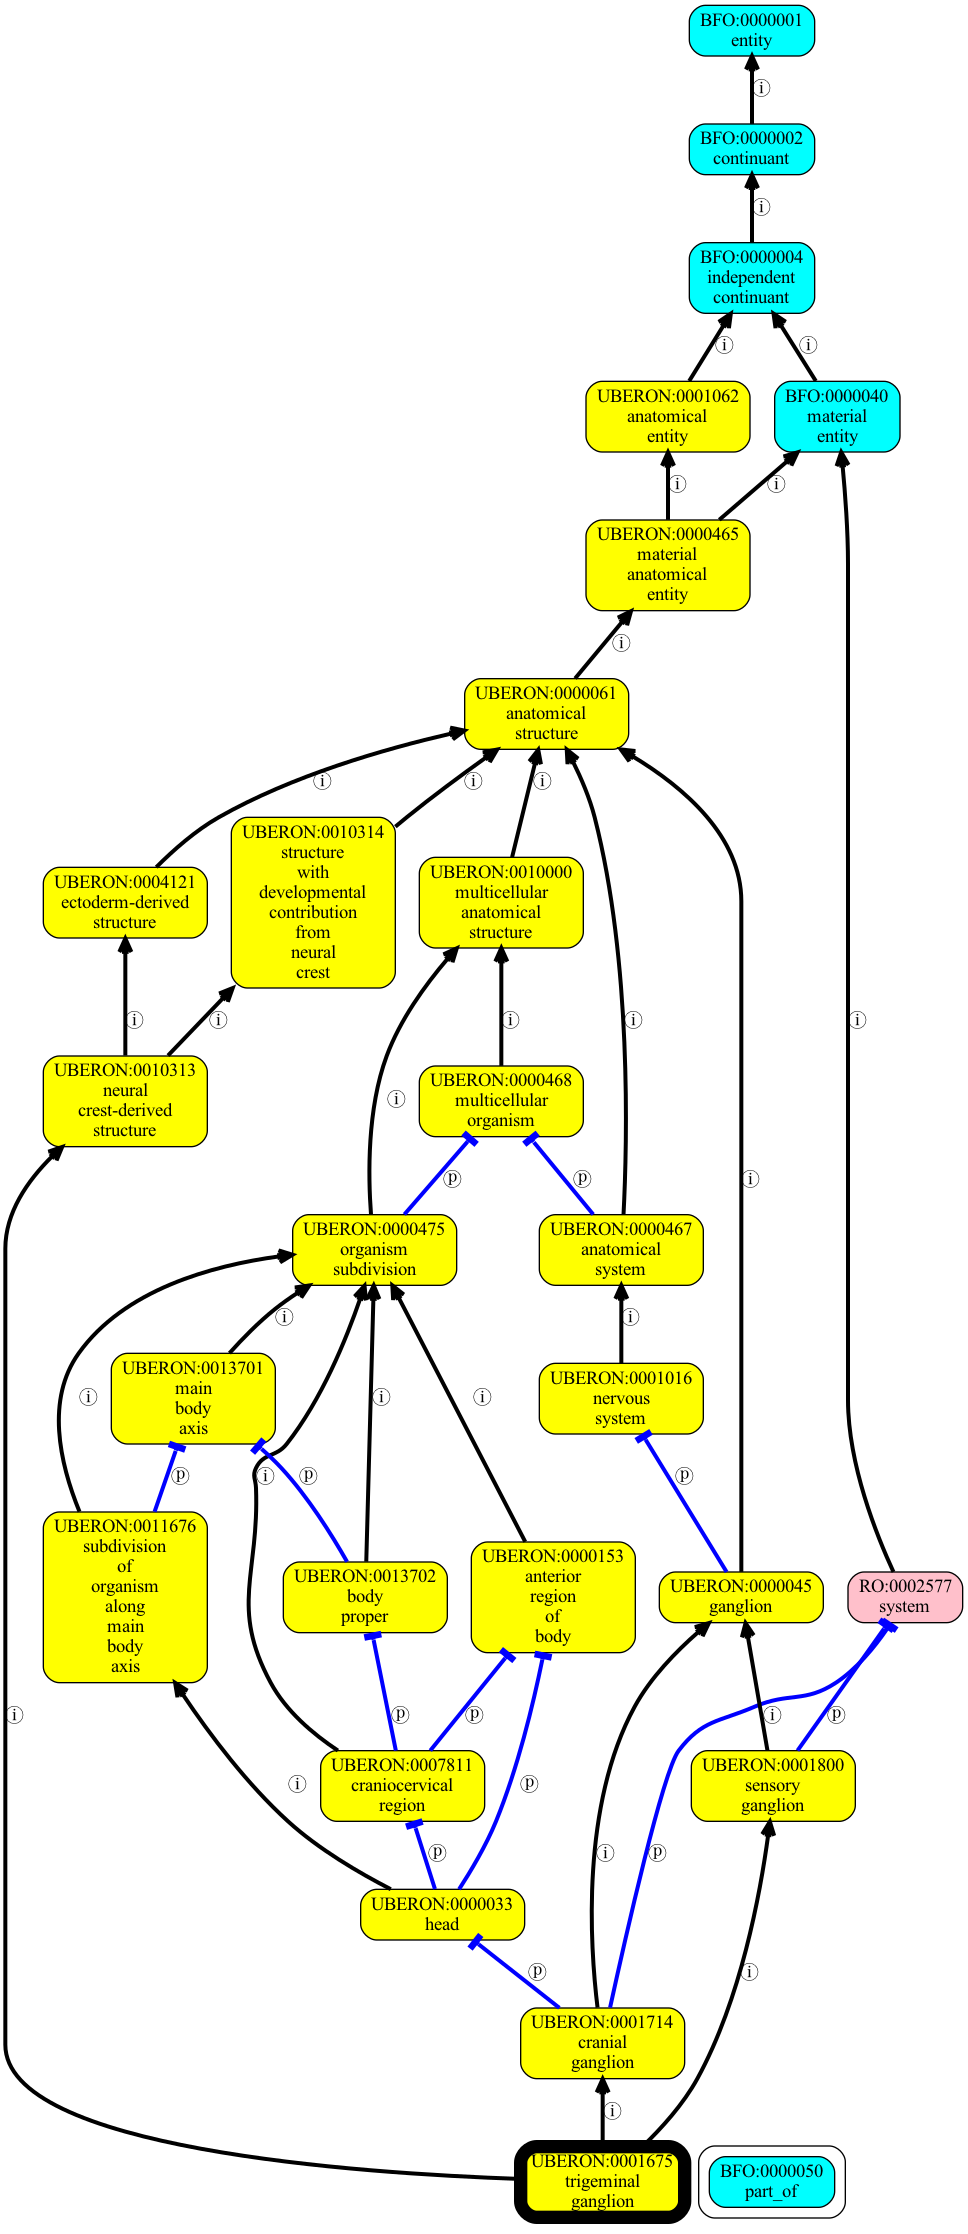 BFO:0000001
entity
ⓘ
BFO:0000002
continuant
ⓘ
BFO:0000004
independent
continuant
ⓘ
ⓘ
UBERON:0001062
anatomical
entity
BFO:0000040
material
entity
ⓘ
ⓘ
UBERON:0000465
material
anatomical
entity
ⓘ
UBERON:0000061
anatomical
structure
ⓘ
ⓘ
ⓘ
UBERON:0004121
ectoderm-derived
structure
UBERON:0010314
structure
with
developmental
contribution
from
neural
crest
UBERON:0010000
multicellular
anatomical
structure
ⓘ
ⓘ
ⓘ
ⓘ
ⓘ
UBERON:0010313
neural
crest-derived
structure
ⓘ
UBERON:0000468
multicellular
organism
ⓟ
ⓟ
ⓘ
UBERON:0000475
organism
subdivision
UBERON:0000467
anatomical
system
ⓘ
ⓘ
UBERON:0013701
main
body
axis
ⓘ
ⓘ
ⓘ
UBERON:0001016
nervous
system
ⓟ
ⓘ
ⓟ
ⓟ
UBERON:0011676
subdivision
of
organism
along
main
body
axis
UBERON:0013702
body
proper
UBERON:0000153
anterior
region
of
body
UBERON:0000045
ganglion
RO:0002577
system
ⓘ
ⓟ
ⓟ
ⓘ
ⓟ
ⓘ
UBERON:0007811
craniocervical
region
ⓟ
UBERON:0001800
sensory
ganglion
ⓟ
ⓘ
ⓟ
UBERON:0000033
head
ⓟ
ⓘ
UBERON:0001714
cranial
ganglion
ⓘ
UBERON:0001675
trigeminal
ganglion
BFO:0000050
part_of